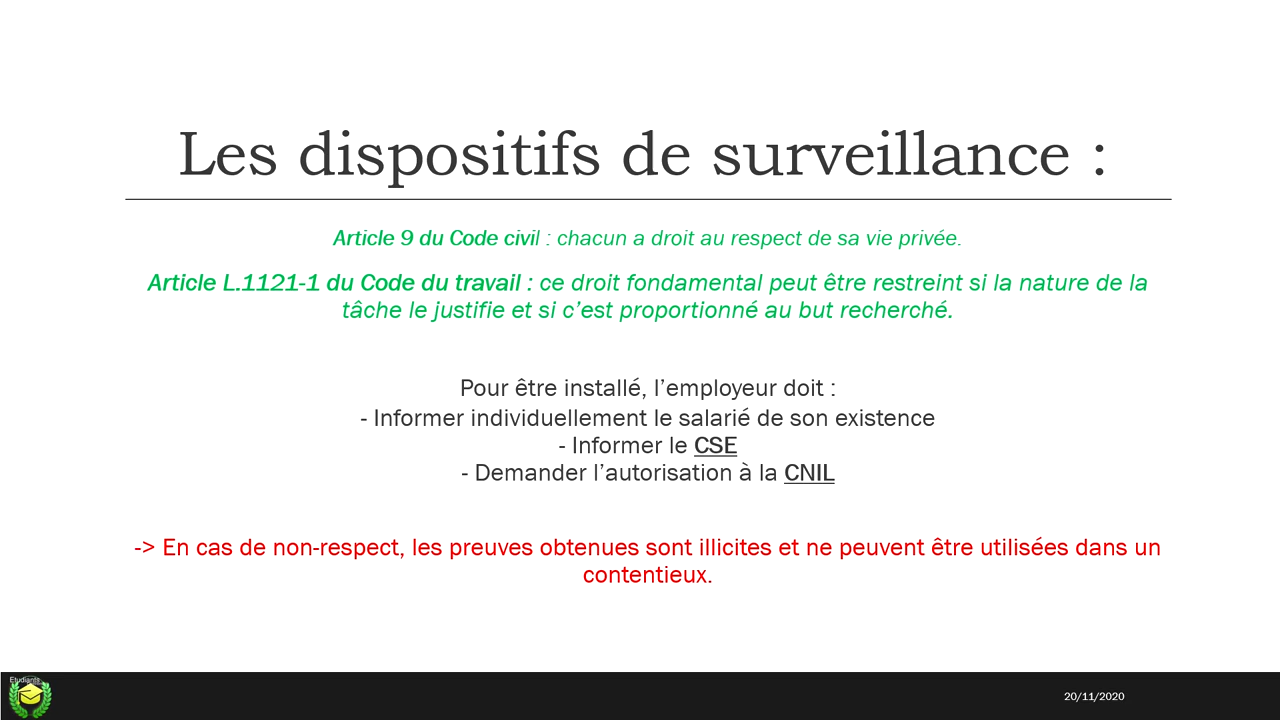 Les dispositifs de surveillance :
Article 9 du Code civil : chacun a droit au respect de sa vie privée.
Article L.1121-1 du Code du travail : ce droit fondamental peut être restreint si la nature de la
tâche le justifie et si c’est proportionné au but recherché.
Pour être installé, l’employeur doit :
- Informer individuellement le salarié de son existence
- Informer le CSE
- Demander l’autorisation à la CNIL
-> En cas de non-respect, les preuves obtenues sont illicites et ne peuvent être utilisées dans un
contentieux.
Etudiants
20/11/2020